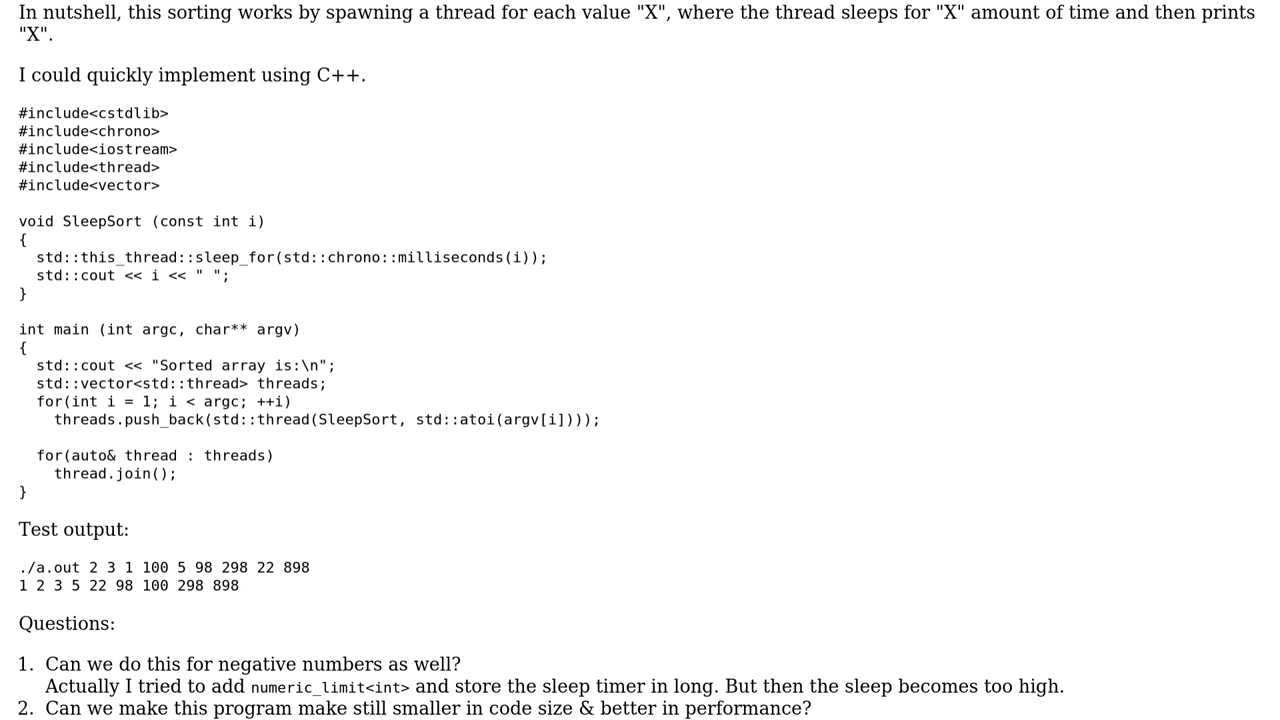 In nutshell, this sorting works by spawning a thread for each value "X", where the thread sleeps for "X" amount of time and then prints
"X".
I could quickly implement using C++.
#include<cstdlib>
#include<chrono>
#include<iostream>
#include<thread>
#include<vector>
void SleepSort (const int i)
{
  std::this_thread::sleep_for(std::chrono::milliseconds(i));
  std::cout << i << " ";
}
int main (int argc, char** argv)
{
  std::cout << "Sorted array is:\n";
  std::vector<std::thread> threads;
  for(int i = 1; i < argc; ++i)
    threads.push_back(std::thread(SleepSort, std::atoi(argv[i])));
  for(auto& thread : threads)
    thread.join();
}
Test output:
./a.out 2 3 1 100 5 98 298 22 898
1 2 3 5 22 98 100 298 898
Questions:
1. Can we do this for negative numbers as well?
Actually I tried to add numeric_limit<int> and store the sleep timer in long. But then the sleep becomes too high.
2. Can we make this program make still smaller in code size & better in performance?